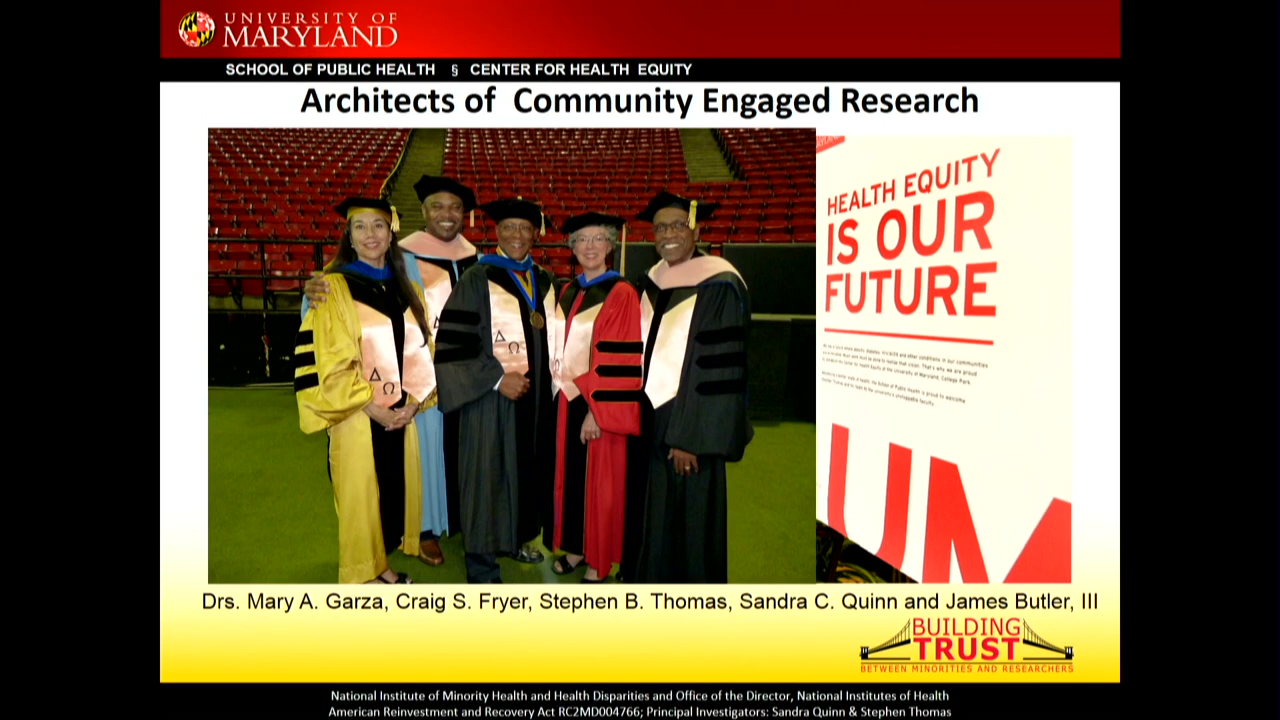 UNIVERSITY OF
MARYLAND
SCHOOL OF PUBLIC HEALTH § CENTER FOR HEALTH EQUITY
Architects of Community Engaged Research
HEALTH EQUITY
IS OUR
FUTURE
UM
Δ Ω
Δ Ω
Drs. Mary A. Garza, Craig S. Fryer, Stephen B. Thomas, Sandra C. Quinn and James Butler, III
BUILDING
TRUST
BETWEEN MINORITIES AND RESEARCHERS
National Institute of Minority Health and Health Disparities and Office of the Director, National Institutes of Health
American Reinvestment and Recovery Act RC2MD004766; Principal Investigators: Sandra Quinn & Stephen Thomas